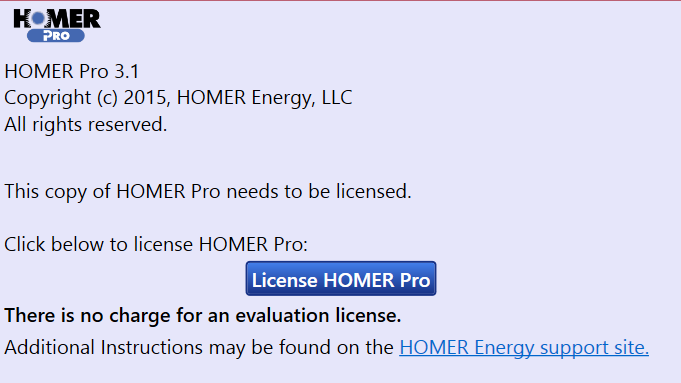 HOMER
PRO
HOMER Pro 3.1
Copyright (c) 2015, HOMER Energy, LLC
All rights reserved.
This copy of HOMER Pro needs to be licensed.
Click below to license HOMER Pro:
License HOMER Pro
There is no charge for an evaluation license.
Additional Instructions may be found on the HOMER Energy support site.